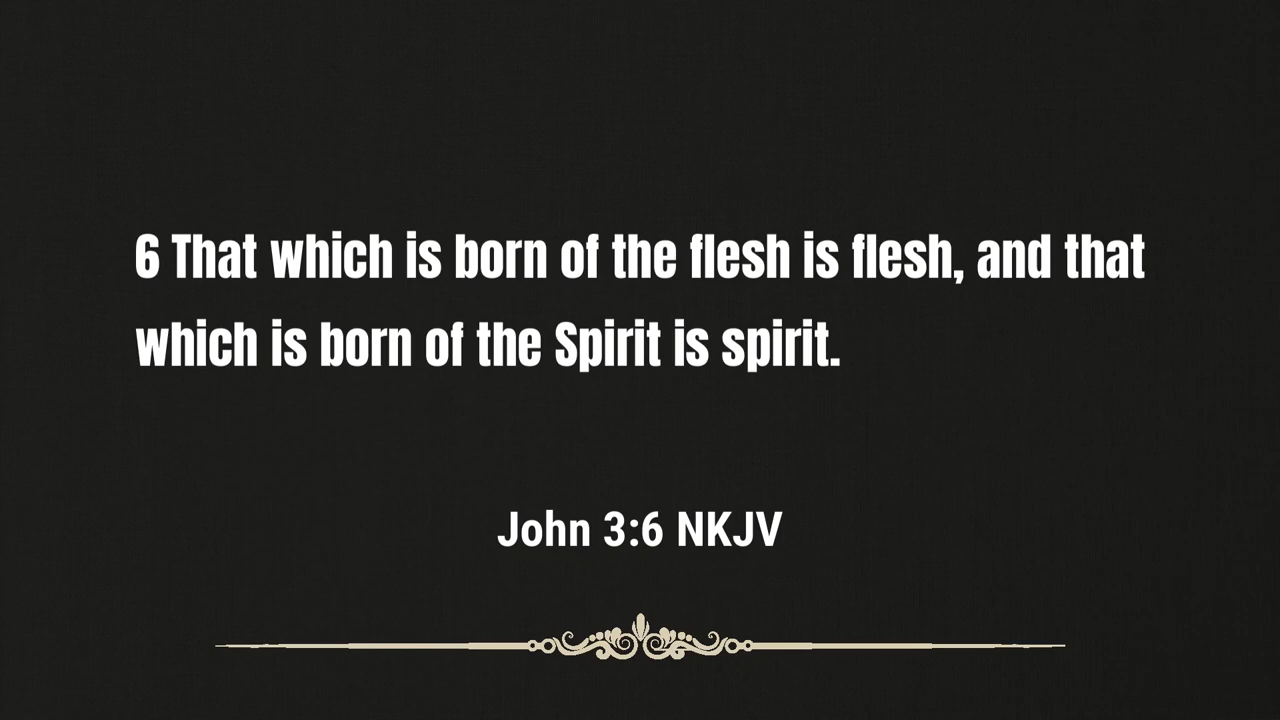 6 That which is born of the flesh is flesh, and that
which is born of the Spirit is spirit.
John 3:6 NKJV